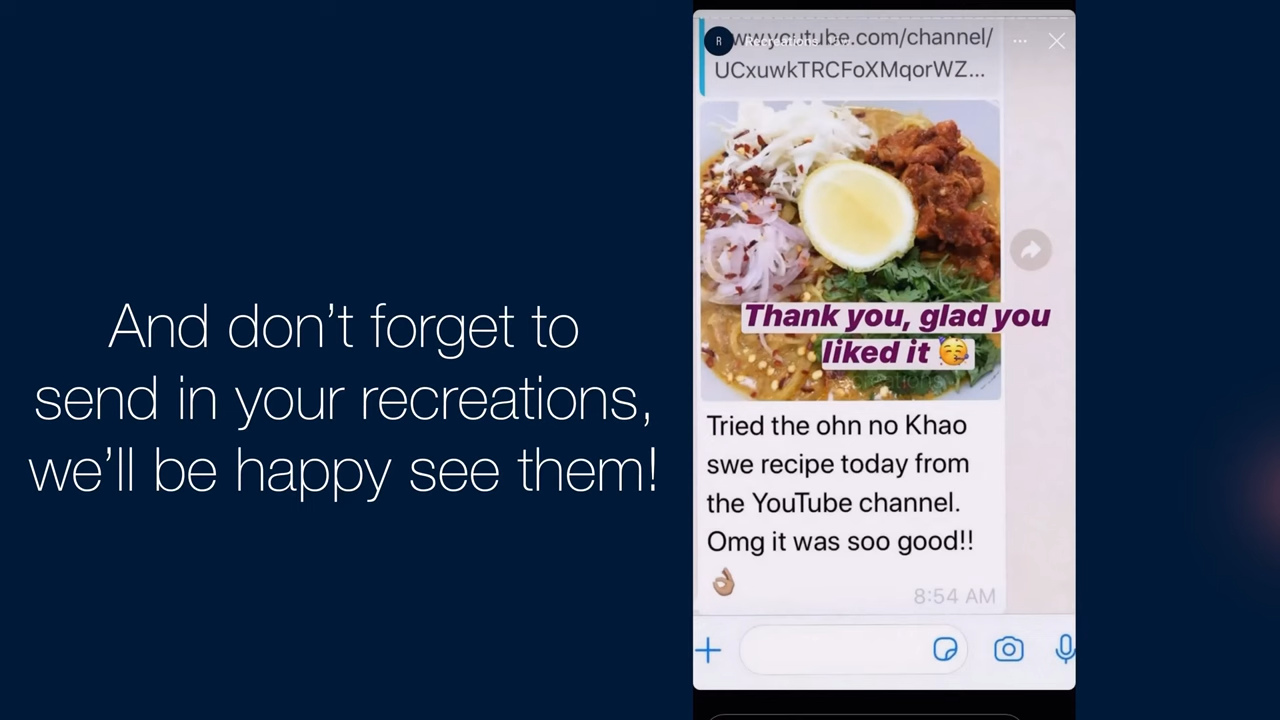 And don't forget to
send in your recreations,
we'll be happy see them!
R
www.youtube.com/channel/
Recreations
UCxuwkTRCFoXMqorWZ...
Thank you, glad you
liked it 🥳
Recreations
Tried the ohn no Khao
swe recipe today from
the YouTube channel.
Omg it was soo good!!
👌🏽
8:54 AM